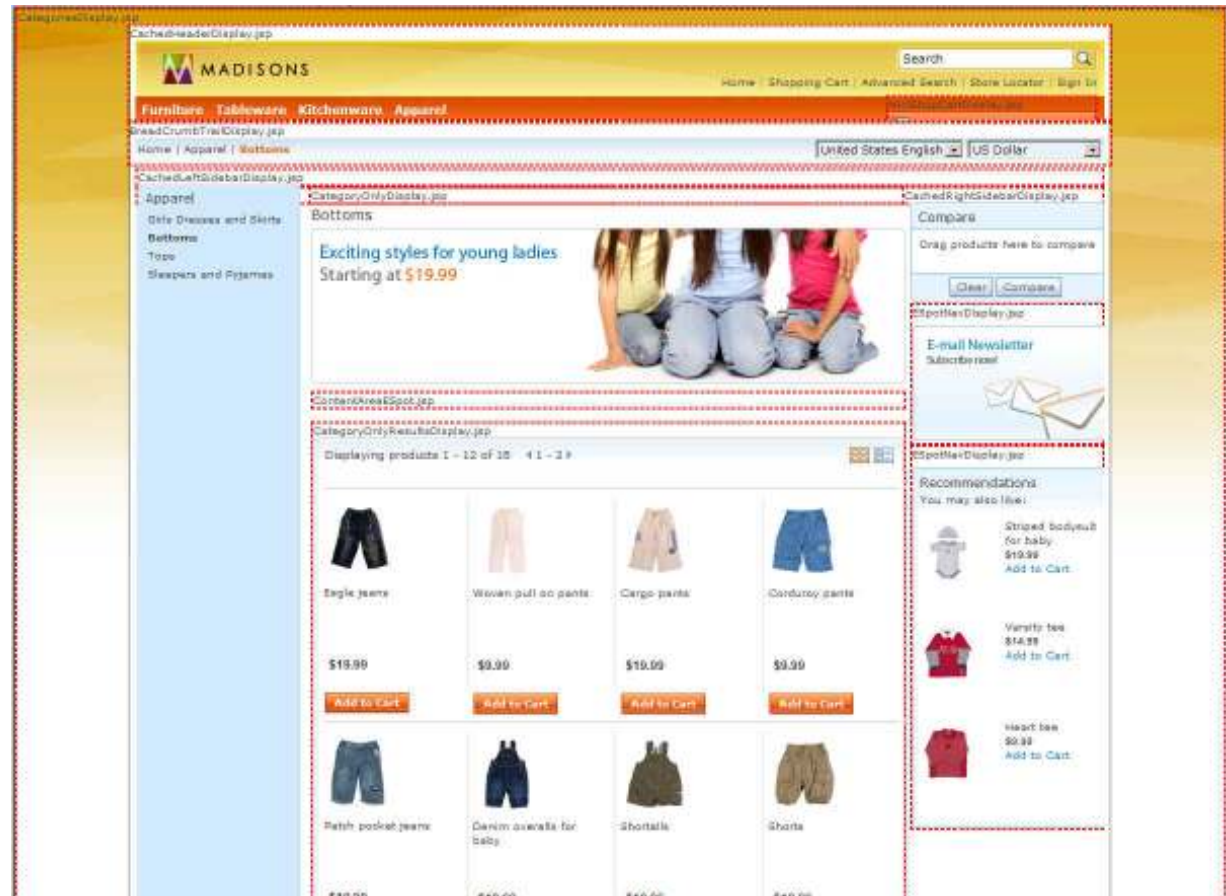 CategoriesDisplay.jsp
CachedHeaderDisplay.jsp
MADISONS
Search
Home | Shopping Cart | Advanced Search | Store Locator | Sign In
Furniture Tableware Kitchenware Apparel
BreadCrumbTrailDisplay.jsp
Home | Apparel | Bottoms
United States English
US Dollar
CachedLeftSidebarDisplay.jsp
Apparel
Girls Dresses and Skirts
Bottoms
Tops
Sleepers and Pyjamas
CategoryOnlyDisplay.jsp
Bottoms
Exciting styles for young ladies
Starting at $19.99
ContentAreaESpot.jsp
CategoryOnlyResultsDisplay.jsp
Displaying products 1 - 12 of 18
1 - 2
Eagle jeans
Woven pull on pants
Cargo pants
Corduroy pants
$19.99
$9.99
$19.99
$9.99
Add to Cart
Add to Cart
Add to Cart
Add to Cart
Patch pocket jeans
Denim overalls for
baby
Shortalls
Shorts
CachedRightSidebarDisplay.jsp
Compare
Drag products here to compare
Clear
Compare
ESpotNavDisplay.jsp
E-mail Newsletter
Subscribe now!
ESpotNavDisplay.jsp
Recommendations
You may also like:
Striped bodysuit
for baby
$19.99
Add to Cart
Varsity tee
$14.99
Add to Cart
Heart tee
$9.99
Add to Cart